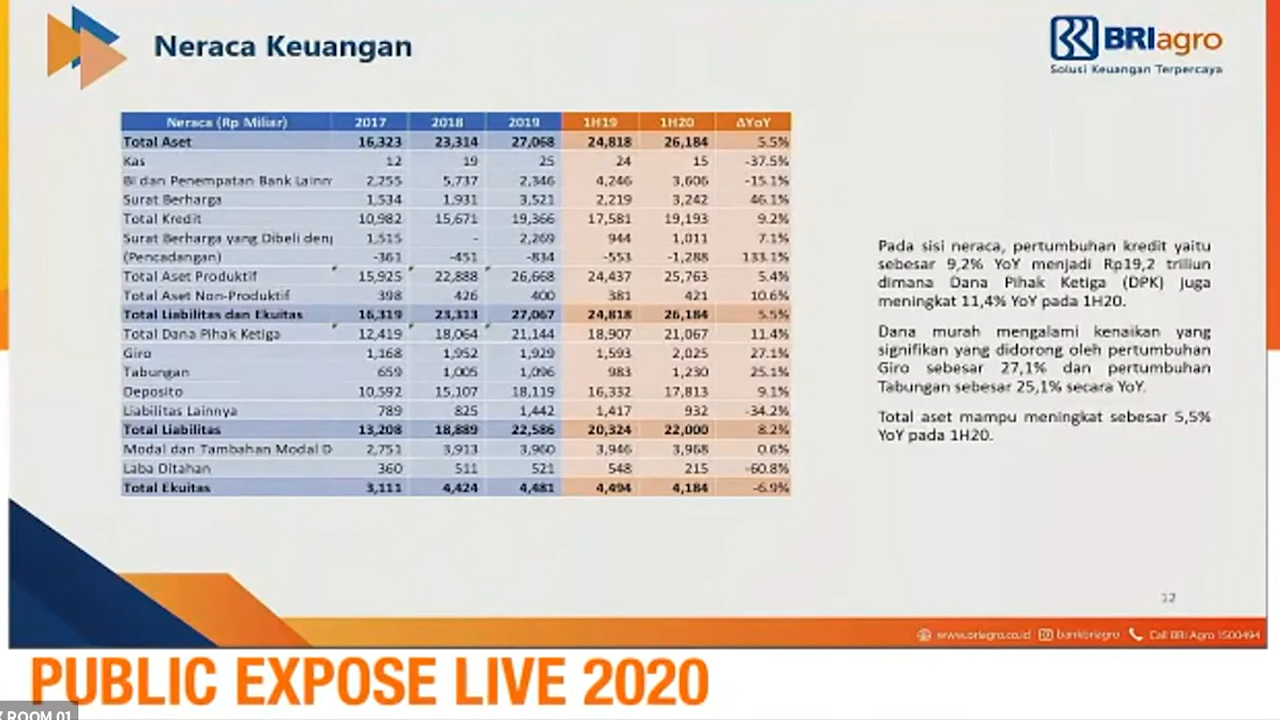 Neraca Keuangan
BRIagro
Solusi Keuangan Terpercaya
Neraca (Rp Miliar) 2017 2018 2019 1H19 1H20 ΔYoY
Total Aset 16,323 23,314 27,068 24,818 26,184 5.5%
Kas 12 19 25 24 15 -37.5%
BI dan Penempatan Bank Lainn 2,255 5,737 2,346 4,246 3,606 -15.1%
Surat Berharga 1,534 1,931 3,521 2,219 3,242 46.1%
Total Kredit 10,982 15,671 19,366 17,581 19,193 9.2%
Surat Berharga yang Dibeli deng 1,515 - 2,269 944 1,011 7.1%
(Pencadangan) -361 -451 -834 -553 -1,288 133.1%
Total Aset Produktif 15,925 22,888 26,668 24,437 25,763 5.4%
Total Aset Non-Produktif 398 426 400 381 421 10.6%
Total Liabilitas dan Ekuitas 16,319 23,313 27,067 24,818 26,184 5.5%
Total Dana Pihak Ketiga 12,419 18,064 21,144 18,907 21,067 11.4%
Giro 1,168 1,952 1,929 1,593 2,025 27.1%
Tabungan 659 1,005 1,096 983 1,230 25.1%
Deposito 10,592 15,107 18,119 16,332 17,813 9.1%
Liabilitas Lainnya 789 825 1,442 1,417 932 -34.2%
Total Liabilitas 13,208 18,889 22,586 20,324 22,000 8.2%
Modal dan Tambahan Modal D 2,751 3,913 3,960 3,946 3,968 0.6%
Laba Ditahan 360 511 521 548 215 -60.8%
Total Ekuitas 3,111 4,424 4,481 4,494 4,184 -6.9%
Pada sisi neraca, pertumbuhan kredit yaitu
sebesar 9,2% YoY menjadi Rp19,2 triliun
dimana Dana Pihak Ketiga (DPK) juga
meningkat 11,4% YoY pada 1H20.
Dana murah mengalami kenaikan yang
signifikan yang didorong oleh pertumbuhan
Giro sebesar 27,1% dan pertumbuhan
Tabungan sebesar 25,1% secara YoY.
Total aset mampu meningkat sebesar 5,5%
YoY pada 1H20.
12
www.briagro.co.id bankbriagro Call BRI Agro 1500494
PUBLIC EXPOSE LIVE 2020
ROOM 01